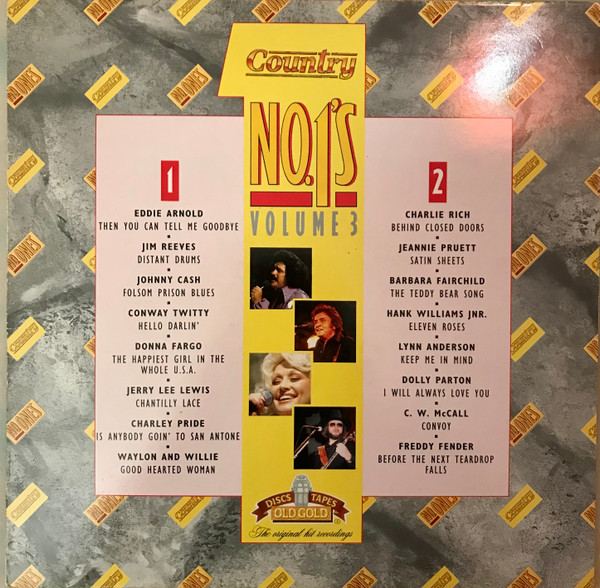 Country
NO.1'S
VOLUME 3
1
EDDIE ARNOLD
THEN YOU CAN TELL ME GOODBYE
JIM REEVES
DISTANT DRUMS
JOHNNY CASH
FOLSOM PRISON BLUES
CONWAY TWITTY
HELLO DARLIN'
DONNA FARGO
THE HAPPIEST GIRL IN THE
WHOLE U.S.A.
JERRY LEE LEWIS
CHANTILLY LACE
CHARLEY PRIDE
IS ANYBODY GOIN' TO SAN ANTONE
WAYLON AND WILLIE
GOOD HEARTED WOMAN
2
CHARLIE RICH
BEHIND CLOSED DOORS
JEANNIE PRUETT
SATIN SHEETS
BARBARA FAIRCHILD
THE TEDDY BEAR SONG
HANK WILLIAMS JNR.
ELEVEN ROSES
LYNN ANDERSON
KEEP ME IN MIND
DOLLY PARTON
I WILL ALWAYS LOVE YOU
C. W. McCALL
CONVOY
FREDDY FENDER
BEFORE THE NEXT TEARDROP
FALLS
DISCS TAPES
OLD GOLD
The original hit recordings